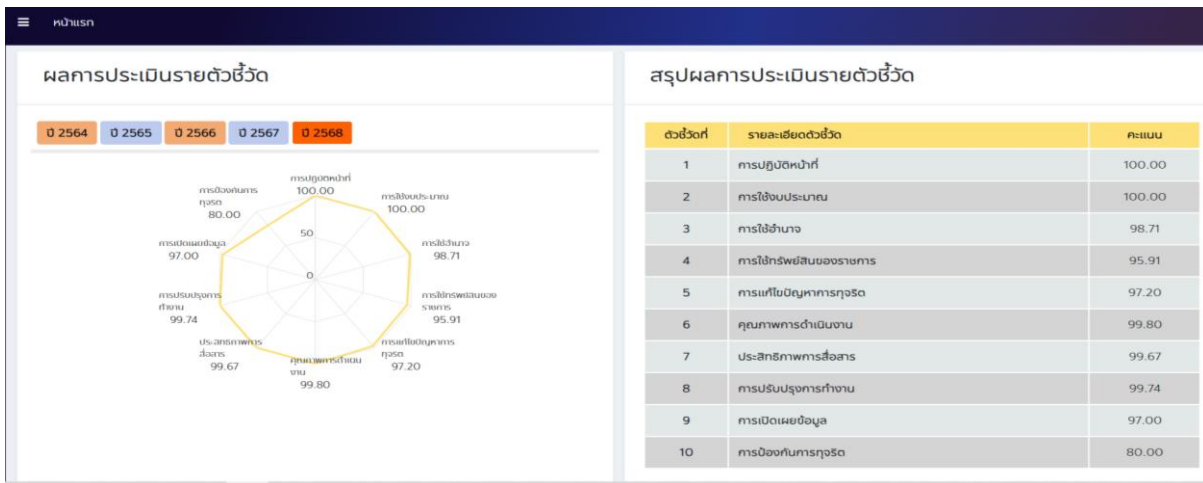 หน้าแรก
ผลการประเมินรายตัวชี้วัด
ปี 2564 ปี 2565 ปี 2566 ปี 2567 ปี 2568
การปฏิบัติหน้าที่
100.00
การใช้งบประมาณ
100.00
การใช้อำนาจ
98.71
การใช้ทรัพย์สินของ
ราชการ
95.91
การแก้ไขปัญหาการ
ทุจริต
97.20
คุณภาพการดำเนิน
งาน
99.80
ประสิทธิภาพการ
สื่อสาร
99.67
การปรับปรุงการ
ทำงาน
99.74
การเปิดเผยข้อมูล
97.00
การป้องกันการ
ทุจริต
80.00
50
0
สรุปผลการประเมินรายตัวชี้วัด
ตัวชี้วัดที่ รายละเอียดตัวชี้วัด คะแนน
1 การปฏิบัติหน้าที่ 100.00
2 การใช้งบประมาณ 100.00
3 การใช้อำนาจ 98.71
4 การใช้ทรัพย์สินของราชการ 95.91
5 การแก้ไขปัญหาการทุจริต 97.20
6 คุณภาพการดำเนินงาน 99.80
7 ประสิทธิภาพการสื่อสาร 99.67
8 การปรับปรุงการทำงาน 99.74
9 การเปิดเผยข้อมูล 97.00
10 การป้องกันการทุจริต 80.00